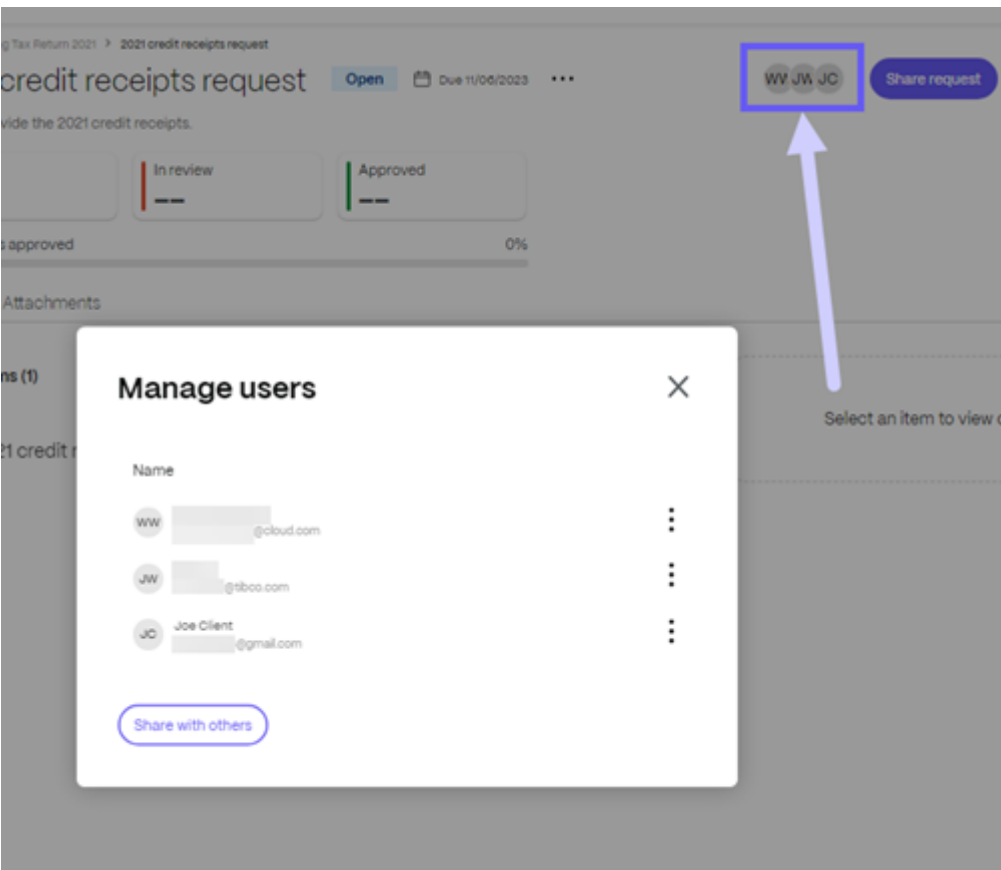 g Tax Return 2021 > 2021 credit receipts request
credit receipts request Open Due 11/06/2023 ••• WW JW JC Share request
vide the 2021 credit receipts.
In review Approved
-- --
s approved 0%
Attachments
ms (1)
Manage users
Select an item to view
21 credit r
Name
WW @cloud.com
JW @tibco.com
JC Joe Client
@gmail.com
Share with others